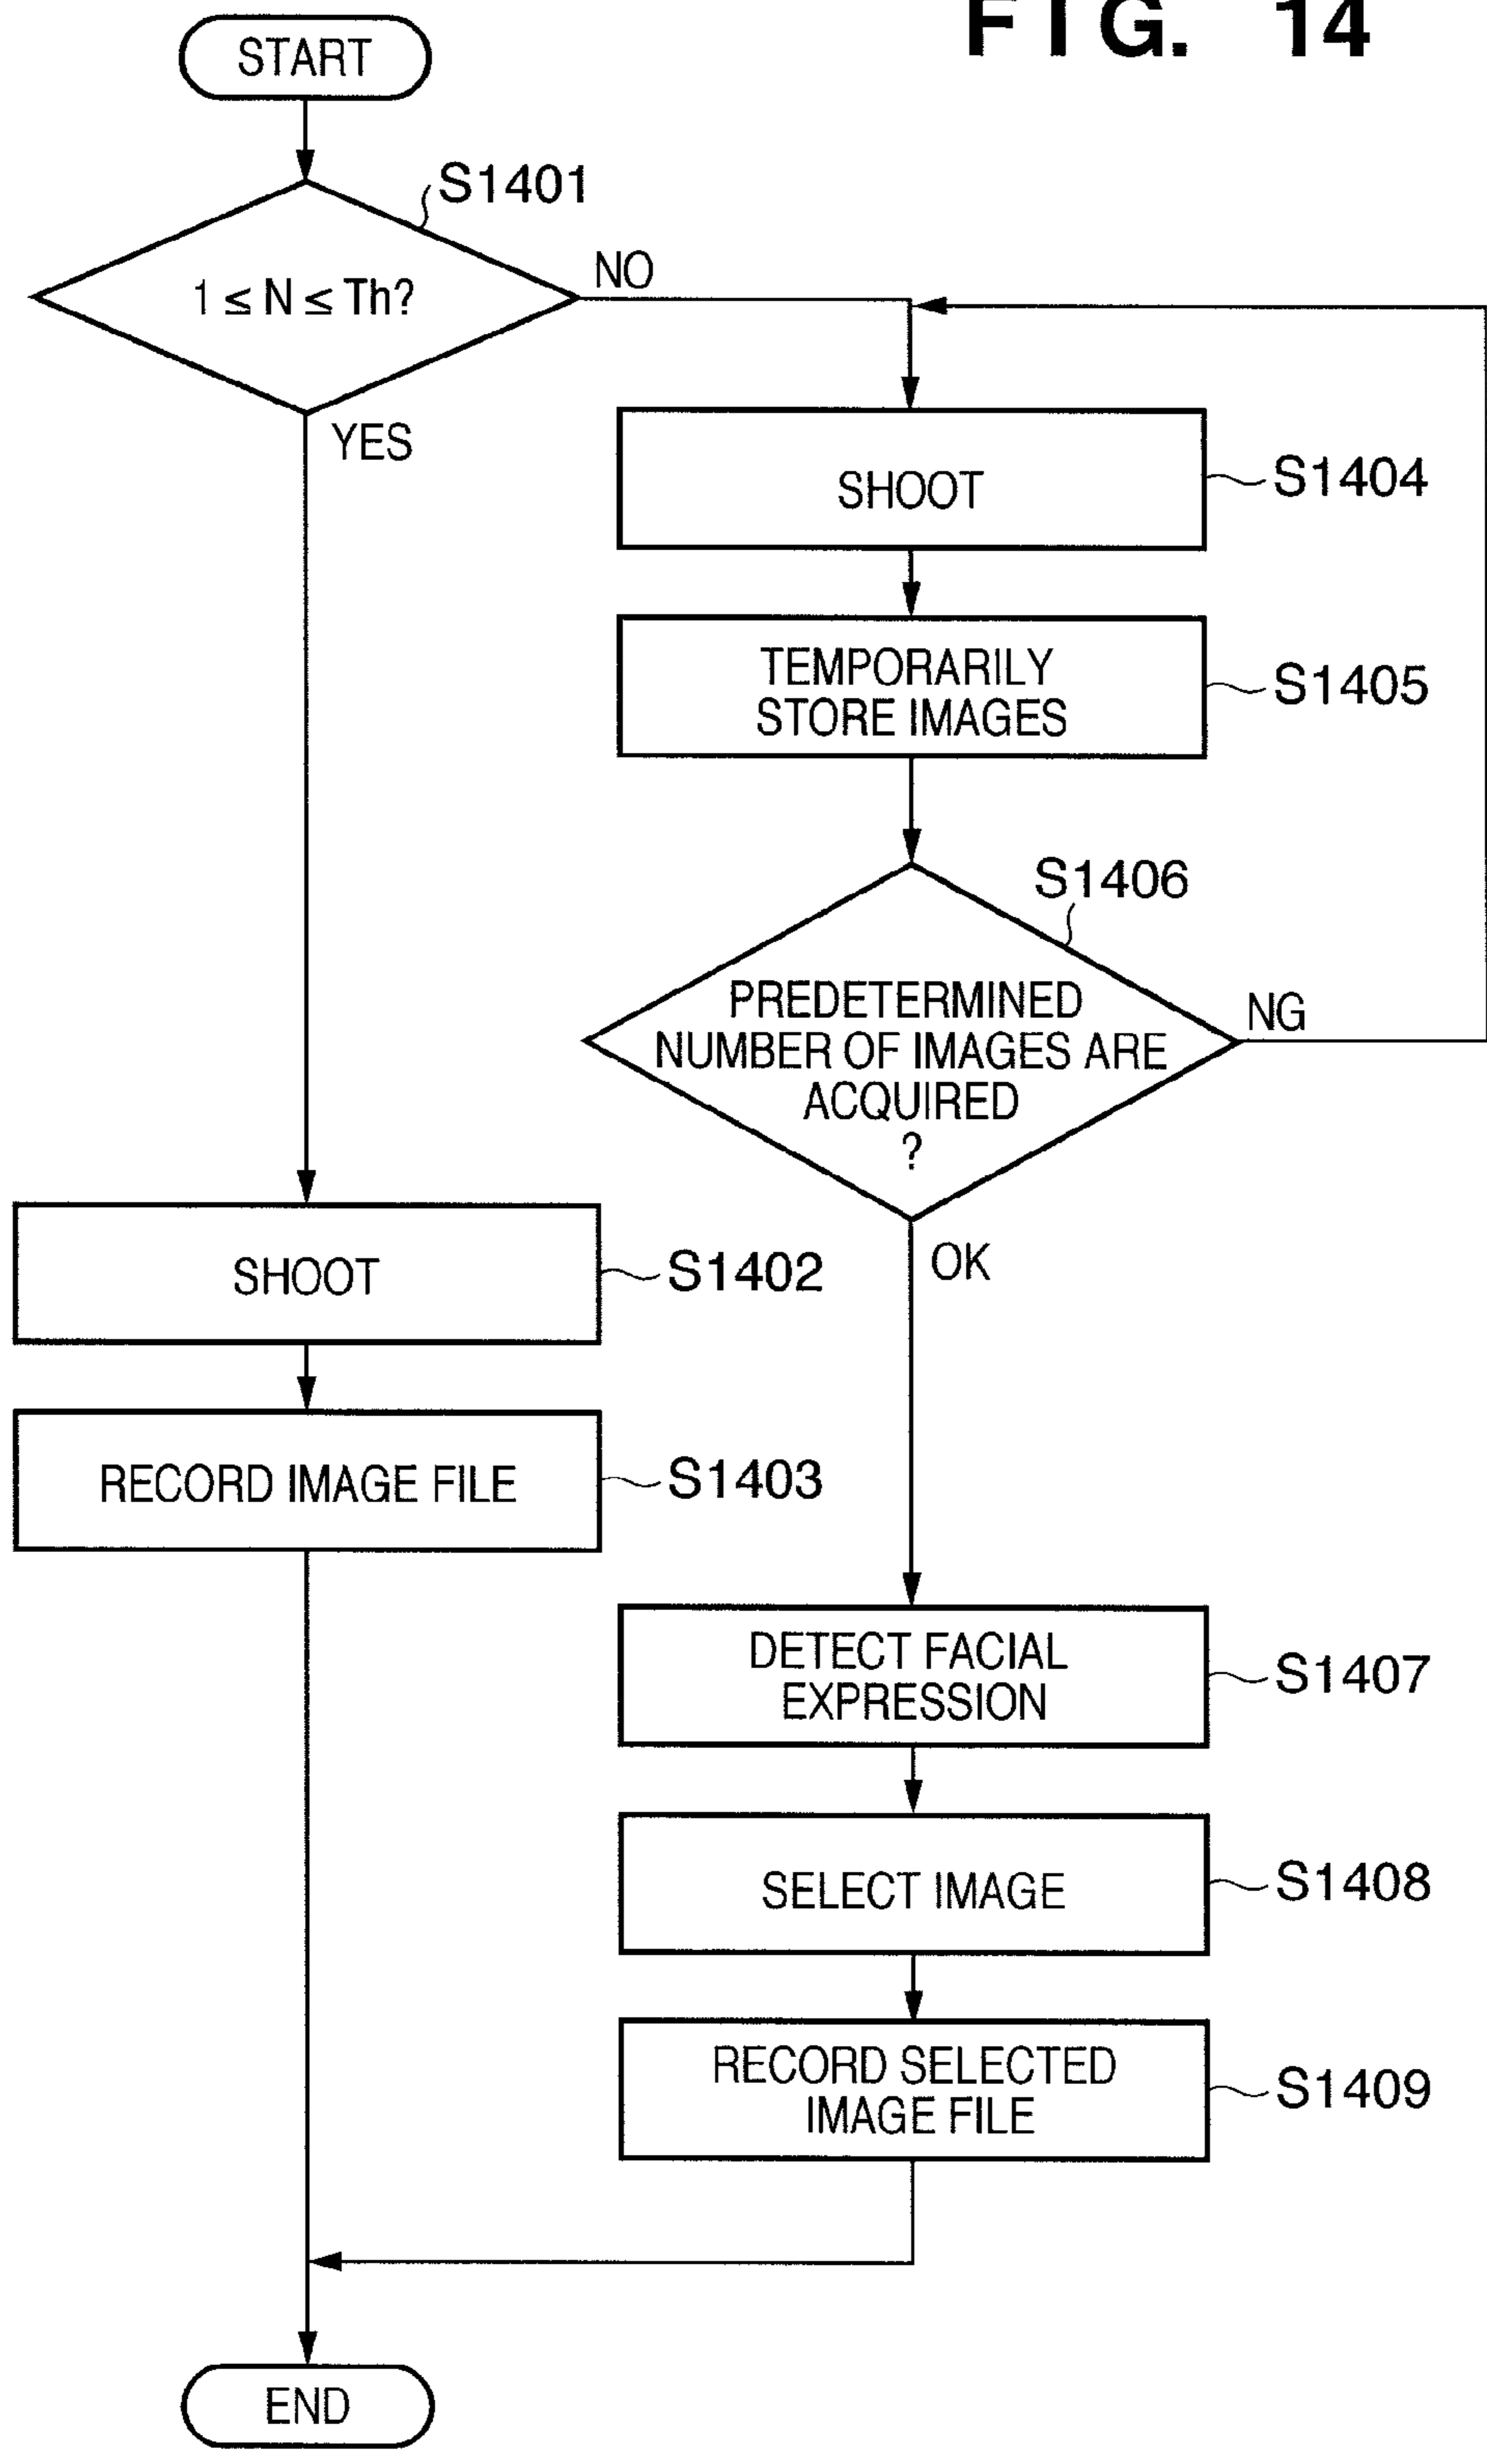 FIG. 14
START
S1401
1 ≤ N ≤ Th?
NO
YES
SHOOT
S1404
TEMPORARILY
STORE IMAGES
S1405
S1406
PREDETERMINED
NUMBER OF IMAGES ARE
ACQUIRED
?
NG
OK
SHOOT
S1402
RECORD IMAGE FILE
S1403
DETECT FACIAL
EXPRESSION
S1407
SELECT IMAGE
S1408
RECORD SELECTED
IMAGE FILE
S1409
END